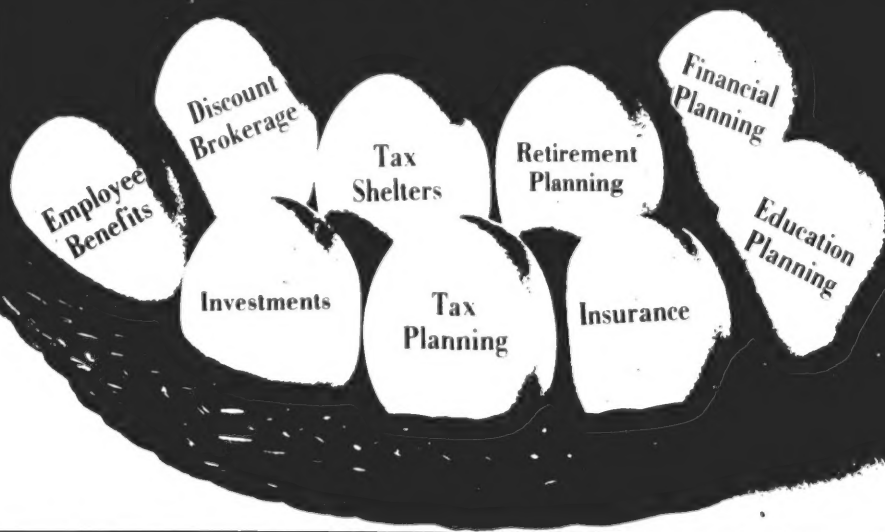 Employee
Benefits
Discount
Brokerage
Tax
Shelters
Retirement
Planning
Financial
Planning
Investments
Tax
Planning
Insurance
Education
Planning